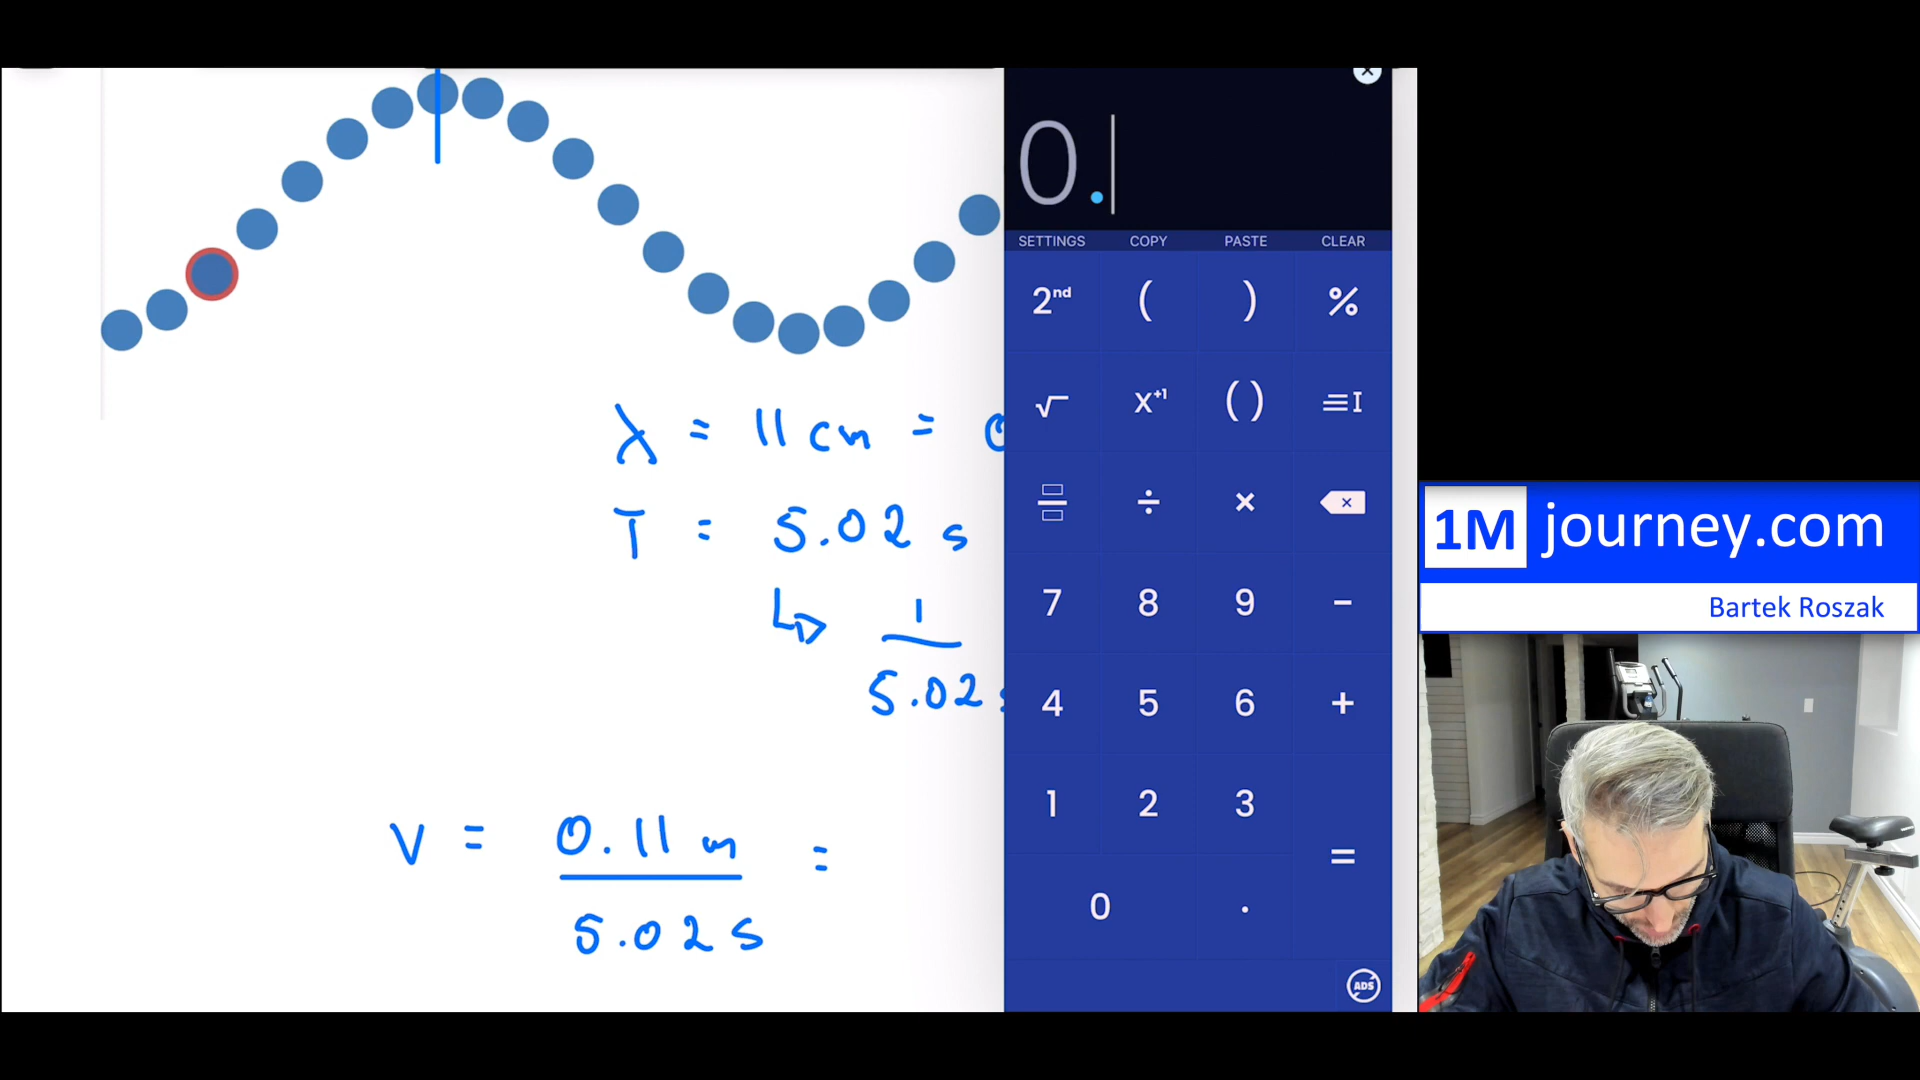 0.
SETTINGS COPY PASTE CLEAR
2nd ( ) %
√ x+1 ( ) ≡I
÷ ×
7 8 9 −
4 5 6 +
1 2 3
0 . =
ADS
λ = 11 cm =
T = 5.02 s
↳ 1
5.02
V = 0.11 m =
5.02 s
1M journey.com
Bartek Roszak